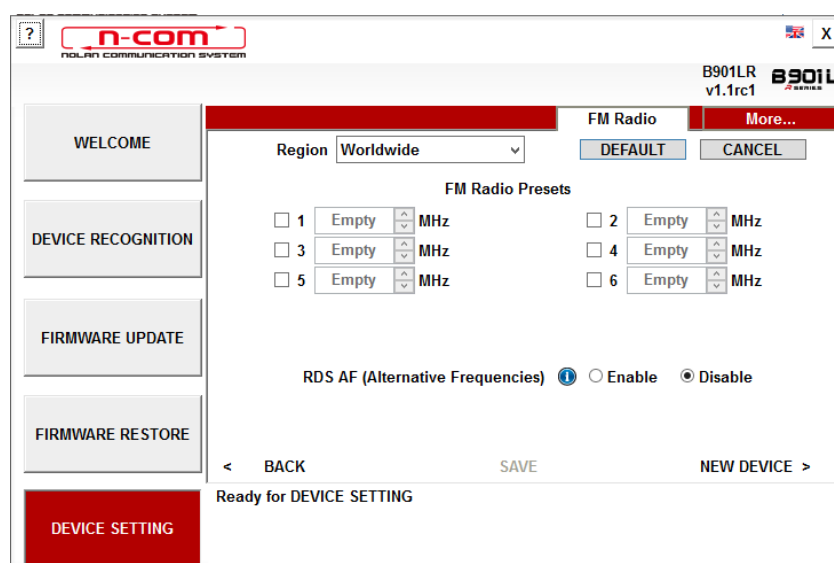 ?
n-com
NOLAN COMMUNICATION SYSTEM
X
B901LR
v1.1rc1
B901L
R SERIES
WELCOME
DEVICE RECOGNITION
FIRMWARE UPDATE
FIRMWARE RESTORE
DEVICE SETTING
FM Radio
More...
Region Worldwide
DEFAULT
CANCEL
FM Radio Presets
1 Empty MHz
2 Empty MHz
3 Empty MHz
4 Empty MHz
5 Empty MHz
6 Empty MHz
RDS AF (Alternative Frequencies) i Enable Disable
< BACK
SAVE
NEW DEVICE >
Ready for DEVICE SETTING